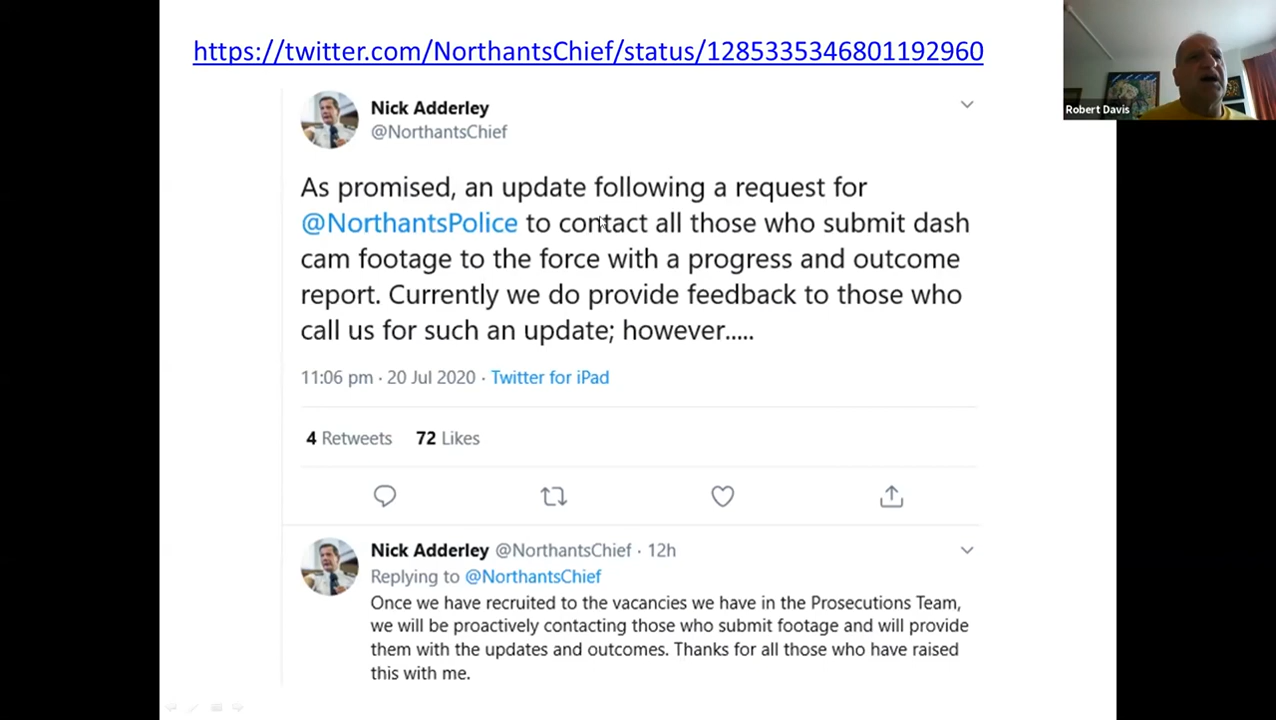 https://twitter.com/NorthantsChief/status/1285335346801192960
Robert Davis
Nick Adderley
@NorthantsChief
As promised, an update following a request for
@NorthantsPolice to contact all those who submit dash
cam footage to the force with a progress and outcome
report. Currently we do provide feedback to those who
call us for such an update; however.....
11:06 pm · 20 Jul 2020 · Twitter for iPad
4 Retweets 72 Likes
Nick Adderley @NorthantsChief · 12h
Replying to @NorthantsChief
Once we have recruited to the vacancies we have in the Prosecutions Team,
we will be proactively contacting those who submit footage and will provide
them with the updates and outcomes. Thanks for all those who have raised
this with me.